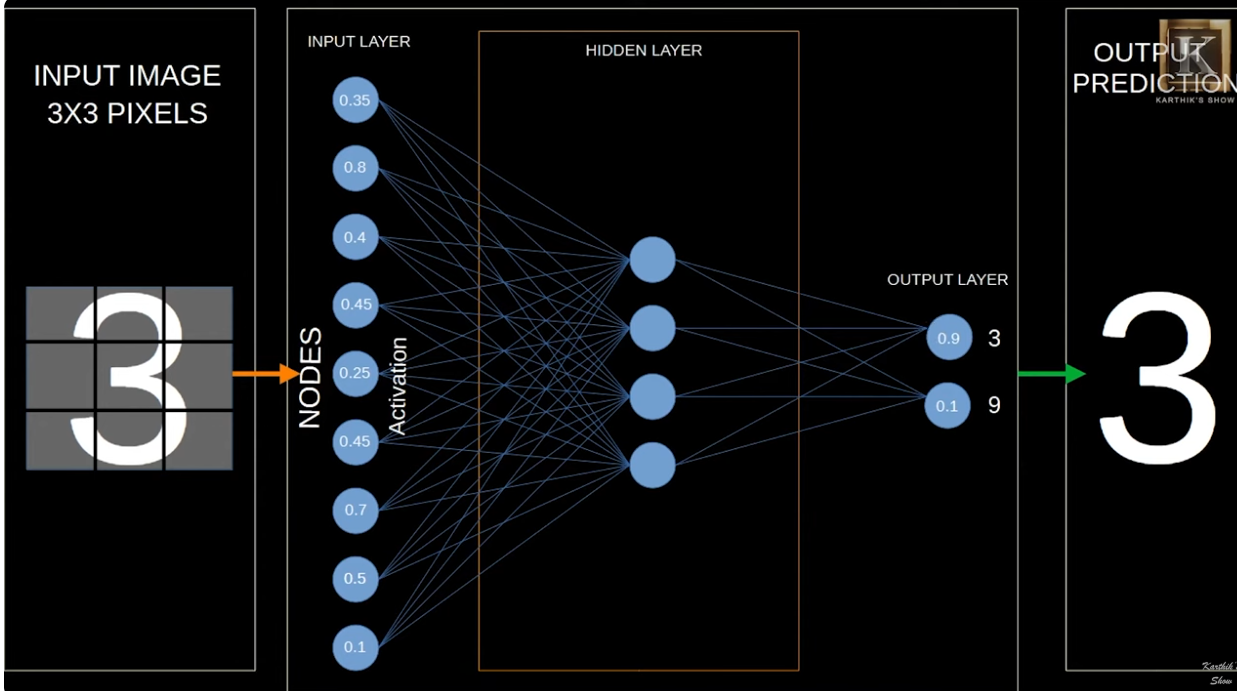 INPUT IMAGE
3X3 PIXELS
3
INPUT LAYER
0.35
0.8
0.4
0.45
0.25
0.45
0.7
0.5
0.1
NODES
Activation
HIDDEN LAYER
OUTPUT LAYER
0.9 3
0.1 9
OUTPUT
PREDICTION
K
KARTHIK'S SHOW
3
Karthik's
Show